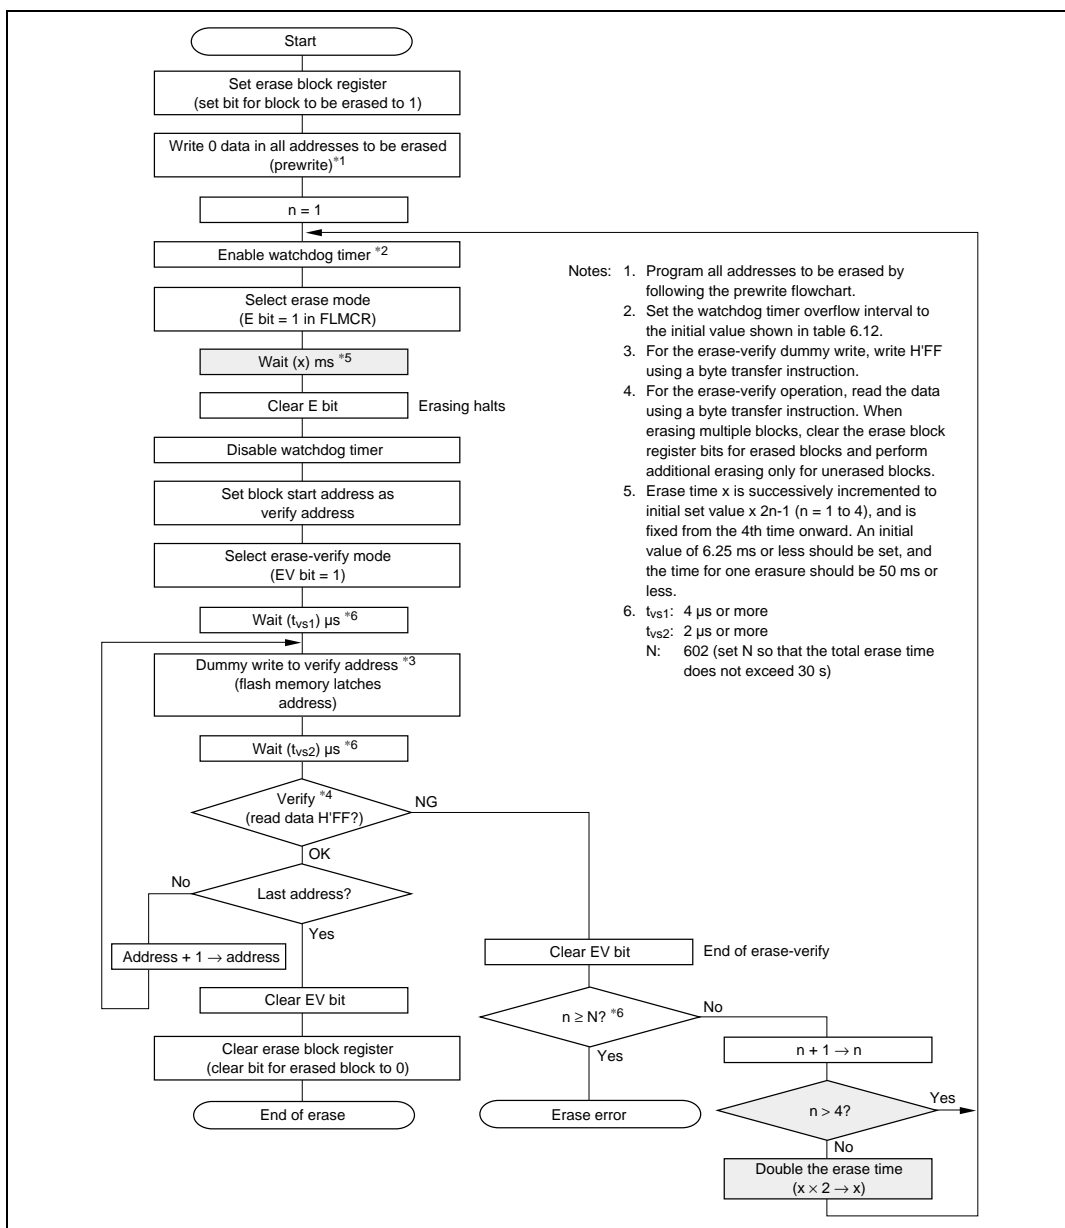 Start
Set erase block register
(set bit for block to be erased to 1)
Write 0 data in all addresses to be erased
(prewrite)*1
n = 1
Enable watchdog timer *2
Select erase mode
(E bit = 1 in FLMCR)
Wait (x) ms *5
Clear E bit
Erasing halts
Disable watchdog timer
Set block start address as
verify address
Select erase-verify mode
(EV bit = 1)
Wait (tvs1) µs *6
Dummy write to verify address *3
(flash memory latches
address)
Wait (tvs2) µs *6
Verify *4
(read data H'FF?)
NG
OK
No
Last address?
Yes
Address + 1 → address
Clear EV bit
Clear erase block register
(clear bit for erased block to 0)
End of erase
Clear EV bit
End of erase-verify
n ≥ N? *6
No
Yes
Erase error
n + 1 → n
n > 4?
Yes
No
Double the erase time
(x × 2 → x)
Notes: 1. Program all addresses to be erased by
following the prewrite flowchart.
2. Set the watchdog timer overflow interval to
the initial value shown in table 6.12.
3. For the erase-verify dummy write, write H'FF
using a byte transfer instruction.
4. For the erase-verify operation, read the data
using a byte transfer instruction. When
erasing multiple blocks, clear the erase block
register bits for erased blocks and perform
additional erasing only for unerased blocks.
5. Erase time x is successively incremented to
initial set value x 2n-1 (n = 1 to 4), and is
fixed from the 4th time onward. An initial
value of 6.25 ms or less should be set, and
the time for one erasure should be 50 ms or
less.
6. tvs1: 4 µs or more
tvs2: 2 µs or more
N: 602 (set N so that the total erase time
does not exceed 30 s)